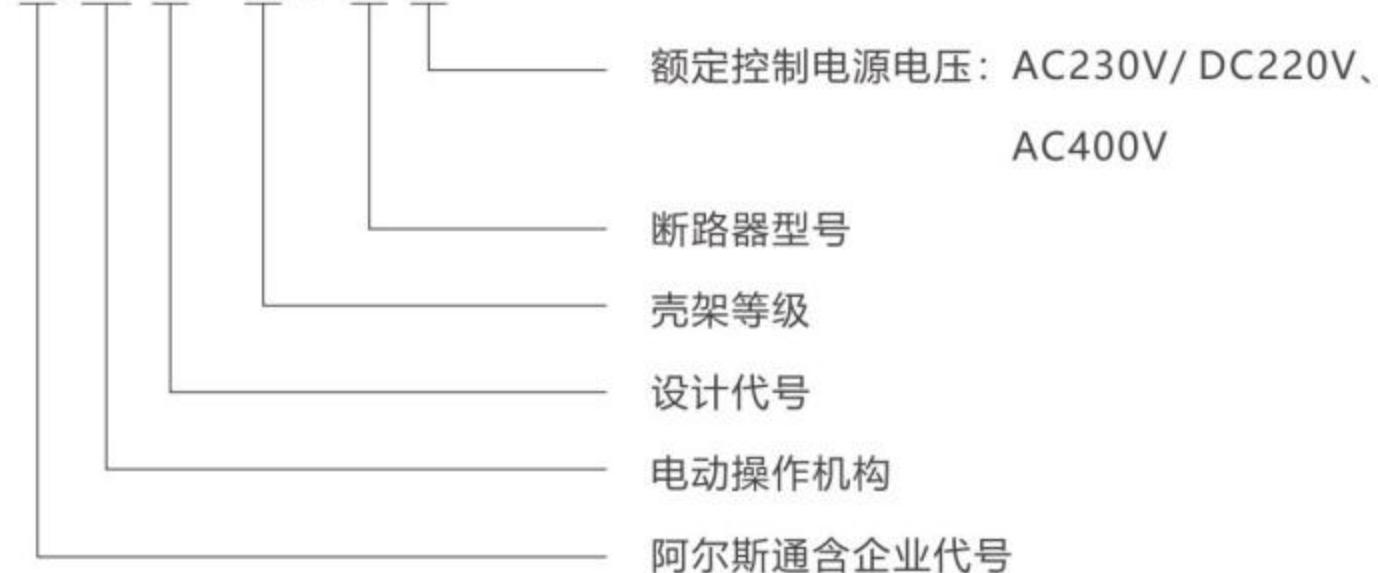 额定控制电源电压：AC230V/ DC220V、
AC400V
断路器型号
壳架等级
设计代号
电动操作机构
阿尔斯通含企业代号